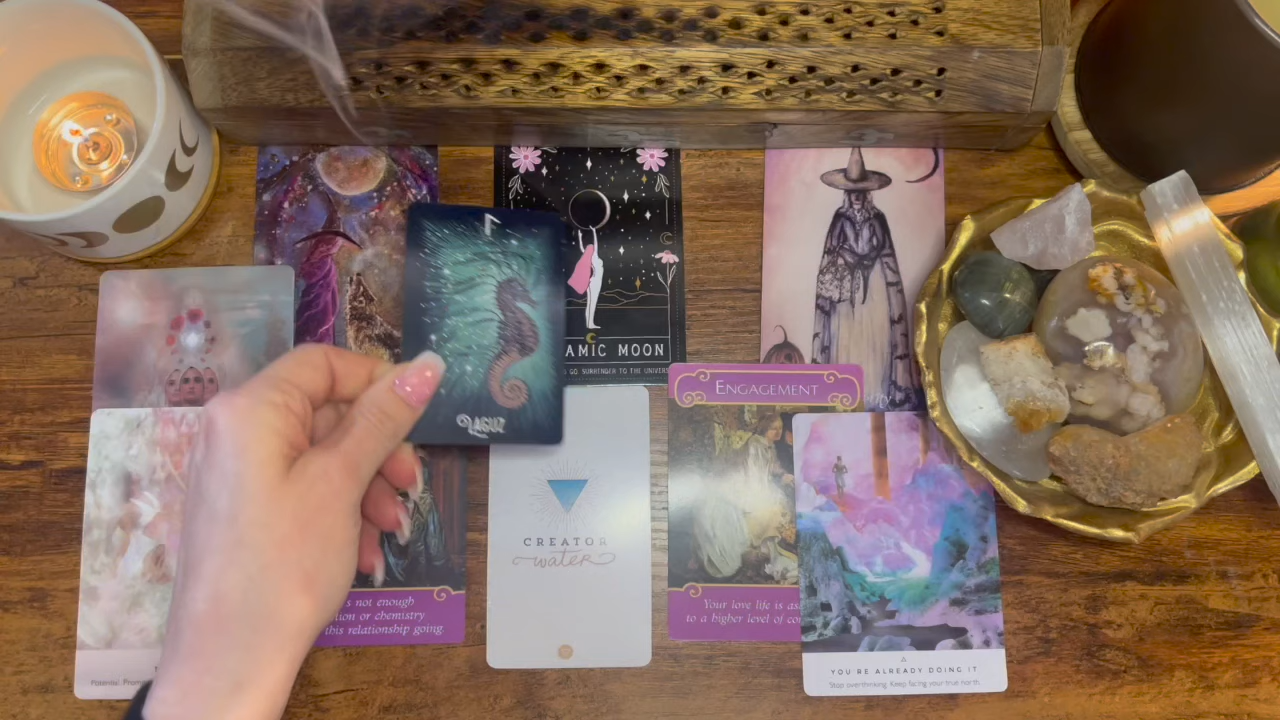 LAGUZ
AMIC MOON
GO SURRENDER TO THE UNIVERS
ENGAGEMENT
CREATOR
water
s not enough
tion or chemistry
this relationship going.
Your love life is as
to a higher level of co
YOU'RE ALREADY DOING IT
Stop overthinking. Keep facing your true north.